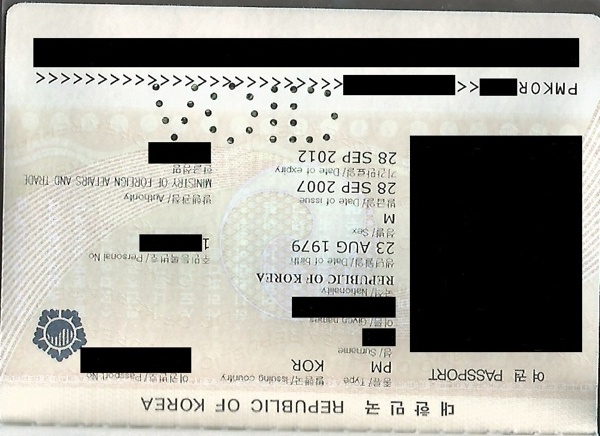 대한민국 REPUBLIC OF KOREA
여권 PASSPORT
종류/Type 발행국/Issuing country 여권번호/Passport No
PM KOR
성/Surname
이름/Given names
국적/Nationality
REPUBLIC OF KOREA
생년월일/Date of birth 주민등록번호/Personal No
23 AUG 1979 1
성별/Sex
M
발급일/Date of issue 발행관청/Authority
28 SEP 2007 MINISTRY OF FOREIGN AFFAIRS AND TRADE
기간만료일/Date of expiry 한글성명
28 SEP 2012
PMKOR << <<<<<<<<<<<<<<<<<<<<<<<<